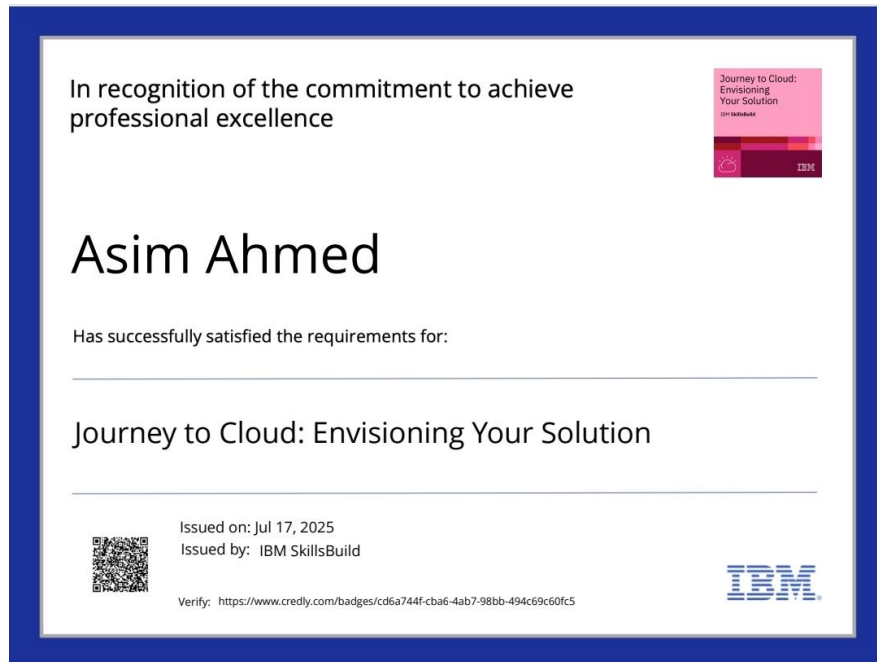 In recognition of the commitment to achieve
professional excellence
Journey to Cloud:
Envisioning
Your Solution
IBM SkillsBuild
IBM
Asim Ahmed
Has successfully satisfied the requirements for:
Journey to Cloud: Envisioning Your Solution
Issued on: Jul 17, 2025
Issued by: IBM SkillsBuild
Verify: https://www.credly.com/badges/cd6a744f-cba6-4ab7-98bb-494c69c60fc5
IBM.